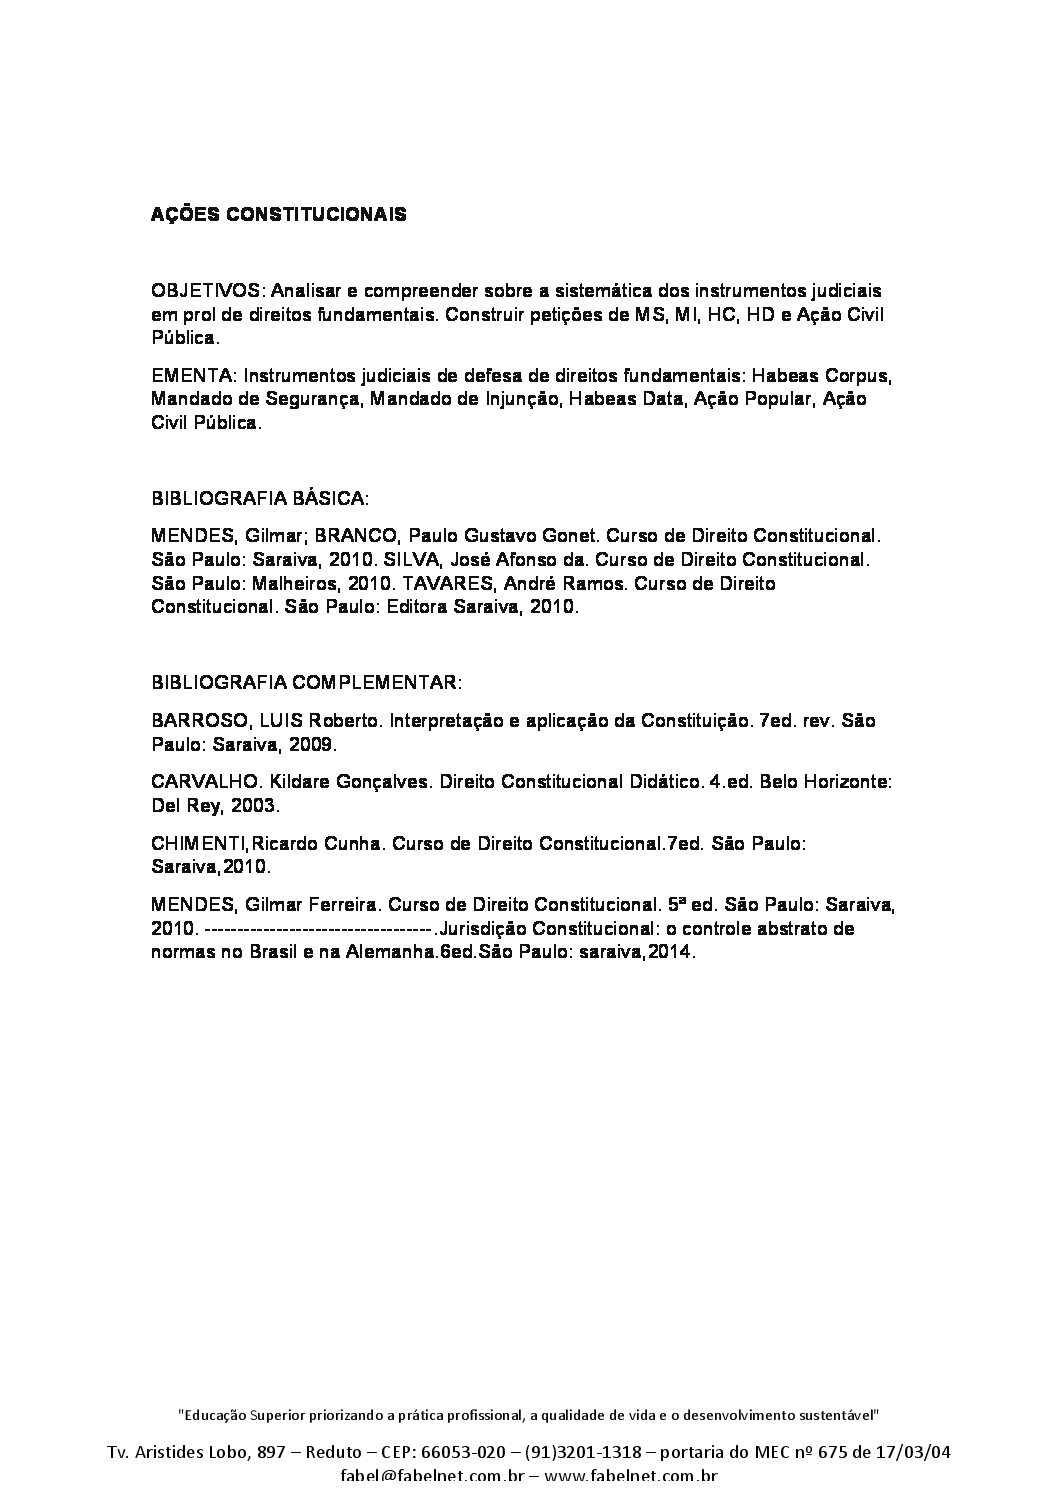 AÇÕES CONSTITUCIONAIS
OBJETIVOS: Analisar e compreender sobre a sistemática dos instrumentos judiciais
em prol de direitos fundamentais. Construir petições de MS, MI, HC, HD e Ação Civil
Pública.
EMENTA: Instrumentos judiciais de defesa de direitos fundamentais: Habeas Corpus,
Mandado de Segurança, Mandado de Injunção, Habeas Data, Ação Popular, Ação
Civil Pública.
BIBLIOGRAFIA BÁSICA:
MENDES, Gilmar; BRANCO, Paulo Gustavo Gonet. Curso de Direito Constitucional.
São Paulo: Saraiva, 2010. SILVA, José Afonso da. Curso de Direito Constitucional.
São Paulo: Malheiros, 2010. TAVARES, André Ramos. Curso de Direito
Constitucional. São Paulo: Editora Saraiva, 2010.
BIBLIOGRAFIA COMPLEMENTAR:
BARROSO, LUIS Roberto. Interpretação e aplicação da Constituição. 7ed. rev. São
Paulo: Saraiva, 2009.
CARVALHO. Kildare Gonçalves. Direito Constitucional Didático. 4.ed. Belo Horizonte:
Del Rey, 2003.
CHIMENTI,Ricardo Cunha. Curso de Direito Constitucional.7ed. São Paulo:
Saraiva,2010.
MENDES, Gilmar Ferreira. Curso de Direito Constitucional. 5ª ed. São Paulo: Saraiva,
2010. -----------------------------------.Jurisdição Constitucional: o controle abstrato de
normas no Brasil e na Alemanha.6ed.São Paulo: saraiva,2014.
"Educação Superior priorizando a prática profissional, a qualidade de vida e o desenvolvimento sustentável"
Tv. Aristides Lobo, 897 – Reduto – CEP: 66053-020 – (91)3201-1318 – portaria do MEC nº 675 de 17/03/04
fabel@fabelnet.com.br – www.fabelnet.com.br